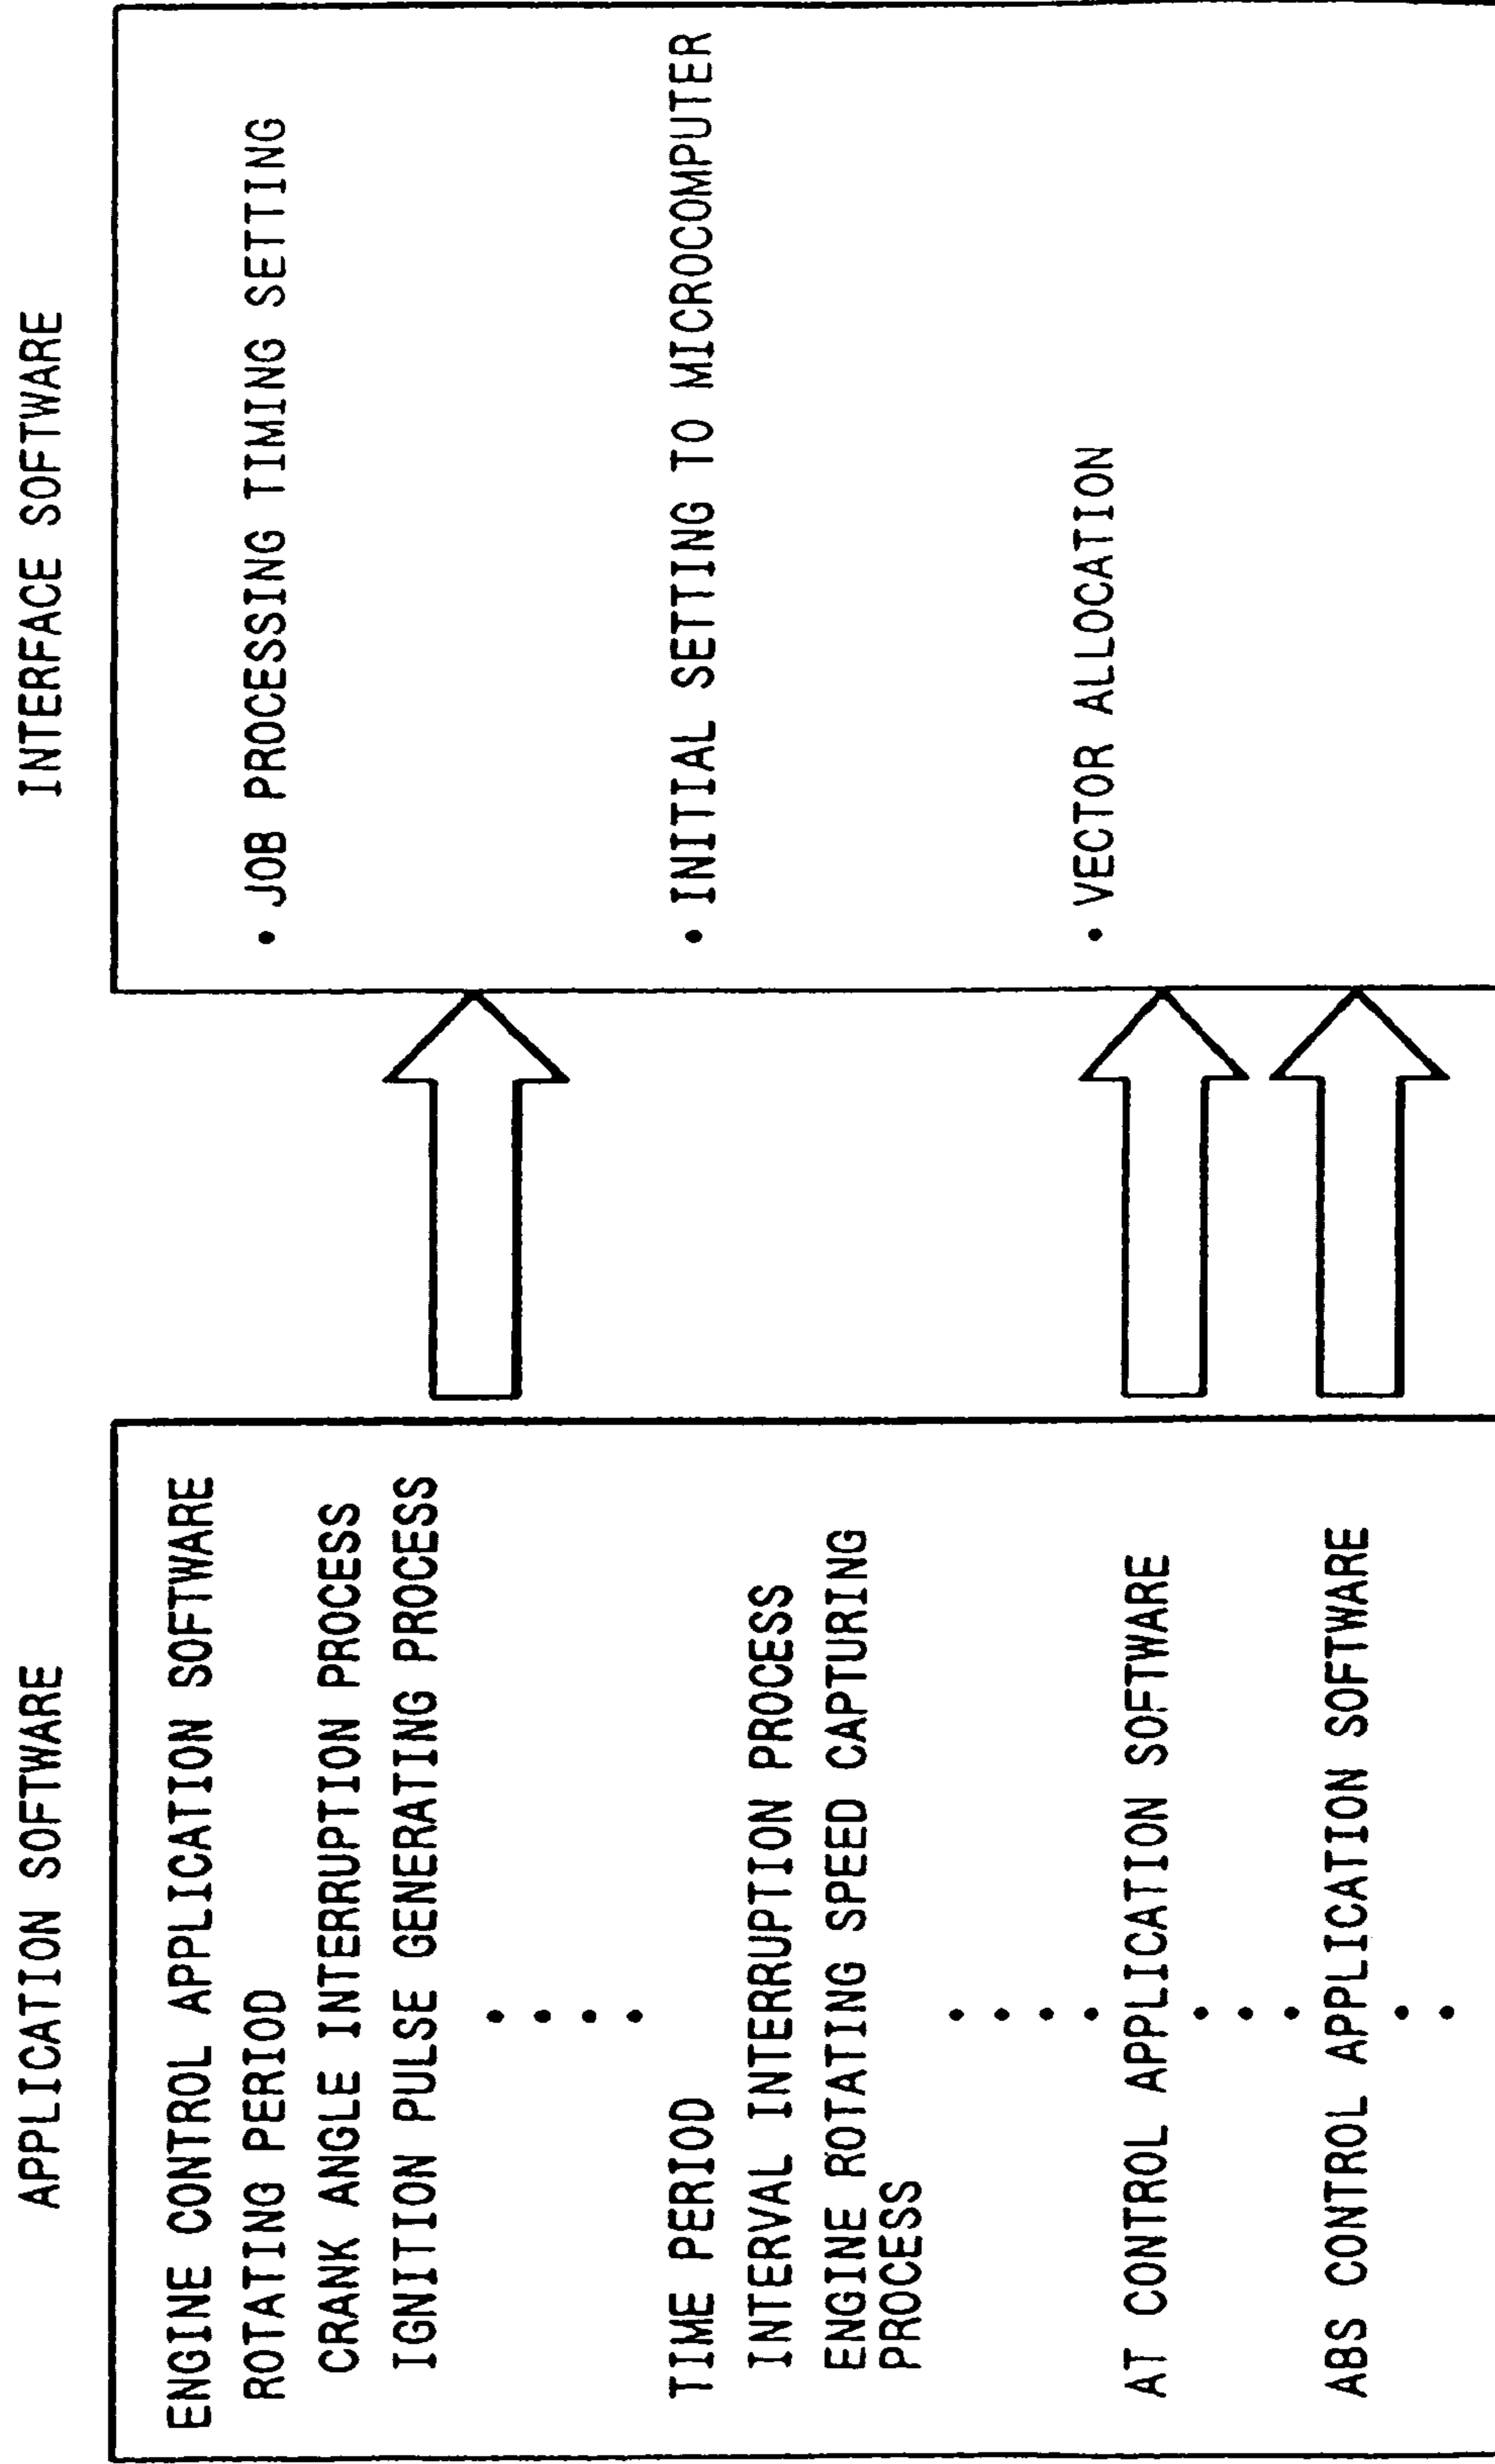 APPLICATION SOFTWARE
ENGINE CONTROL APPLICATION SOFTWARE
ROTATING PERIOD
CRANK ANGLE INTERRUPTION PROCESS
IGNITION PULSE GENERATING PROCESS
· · · ·
TIME PERIOD
INTERVAL INTERRUPTION PROCESS
ENGINE ROTATING SPEED CAPTURING
PROCESS
· · · ·
AT CONTROL APPLICATION SOFTWARE
· · ·
ABS CONTROL APPLICATION SOFTWARE
· ·
INTERFACE SOFTWARE
· JOB PROCESSING TIMING SETTING
· INITIAL SETTING TO MICROCOMPUTER
· VECTOR ALLOCATION